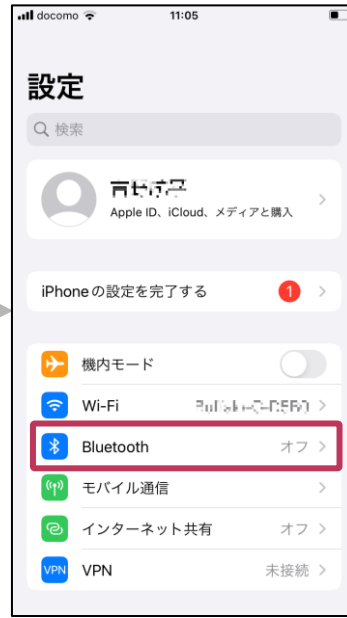 docomo 11:05
設定
検索
Apple ID、iCloud、メディアと購入
iPhoneの設定を完了する 1
機内モード
Wi-Fi
Bluetooth オフ
モバイル通信
インターネット共有 オフ
VPN VPN 未接続